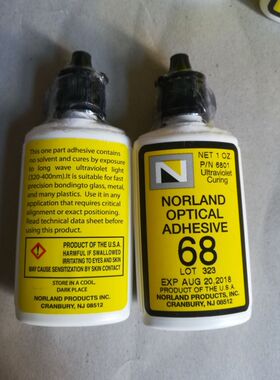 This one part adhesive contains
no solvent and cures by exposure
to long wave ultraviolet light
(320-400nm).It is suitable for fast
precision bondingto glass, metal,
and many plastics. Use it in any
application that requires critical
alignment or exact positioning.
Read technical data sheet before
using this product.
PRODUCT OF THE U.S.A.
HARMFUL IF SWALLOWED
IRRITATING TO EYES AND SKIN
MAY CAUSE SENSITIZATION BY SKIN CONTACT
STORE IN A COOL,
DARK PLACE
NORLAND PRODUCTS INC.
CRANBURY, NJ 08512
N
NET 1 OZ
P/N 6801
Ultraviolet
Curing
NORLAND
OPTICAL
ADHESIVE
68
LOT 323
EXP AUG 20,2018
PRODUCT OF THE U.S.A.
NORLAND PRODUCTS INC.
CRANBURY, NJ 08512